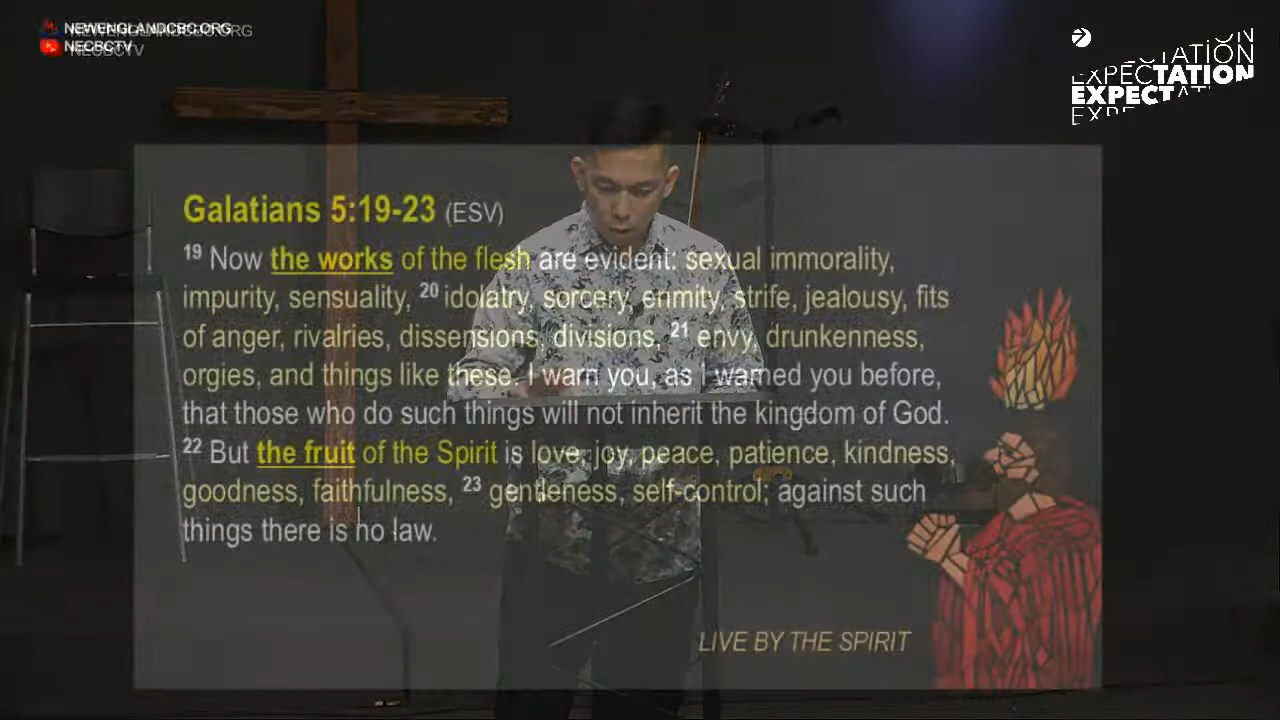 NEWENGLANDCBC.ORG
NECBCTV
EXPECTATION
EXPECTATION
Galatians 5:19-23 (ESV)
19 Now the works of the flesh are evident: sexual immorality,
impurity, sensuality, 20 idolatry, sorcery, enmity, strife, jealousy, fits
of anger, rivalries, dissensions, divisions, 21 envy, drunkenness,
orgies, and things like these. I warn you, as I warned you before,
that those who do such things will not inherit the kingdom of God.
22 But the fruit of the Spirit is love, joy, peace, patience, kindness,
goodness, faithfulness, 23 gentleness, self-control; against such
things there is no law.
LIVE BY THE SPIRIT